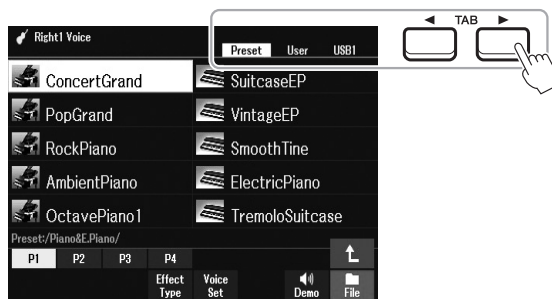 ◄ TAB ►
Right1 Voice
Preset User USB1
ConcertGrand SuitcaseEP
PopGrand VintageEP
RockPiano SmoothTine
AmbientPiano ElectricPiano
OctavePiano1 TremoloSuitcase
Preset:/Piano&E.Piano/
P1 P2 P3 P4
Effect Type Voice Set Demo File